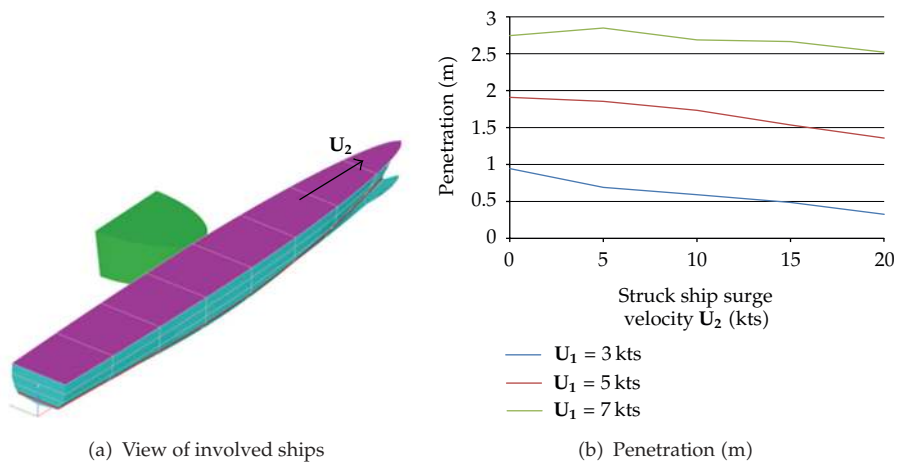 U₂
(a) View of involved ships
Penetration (m)
3
2.5
2
1.5
1
0.5
0
0 5 10 15 20
Struck ship surge
velocity U₂ (kts)
U₁ = 3 kts
U₁ = 5 kts
U₁ = 7 kts
(b) Penetration (m)